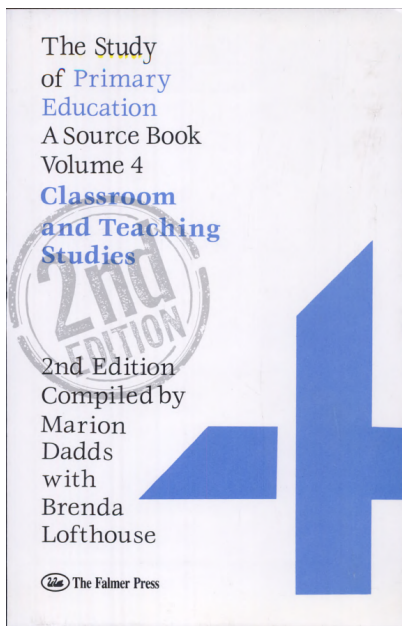 The Study
of Primary
Education
A Source Book
Volume 4
Classroom
and Teaching
Studies
2nd
EDITION
2nd Edition
Compiled by
Marion
Dadds
with
Brenda
Lofthouse
The Falmer Press
4